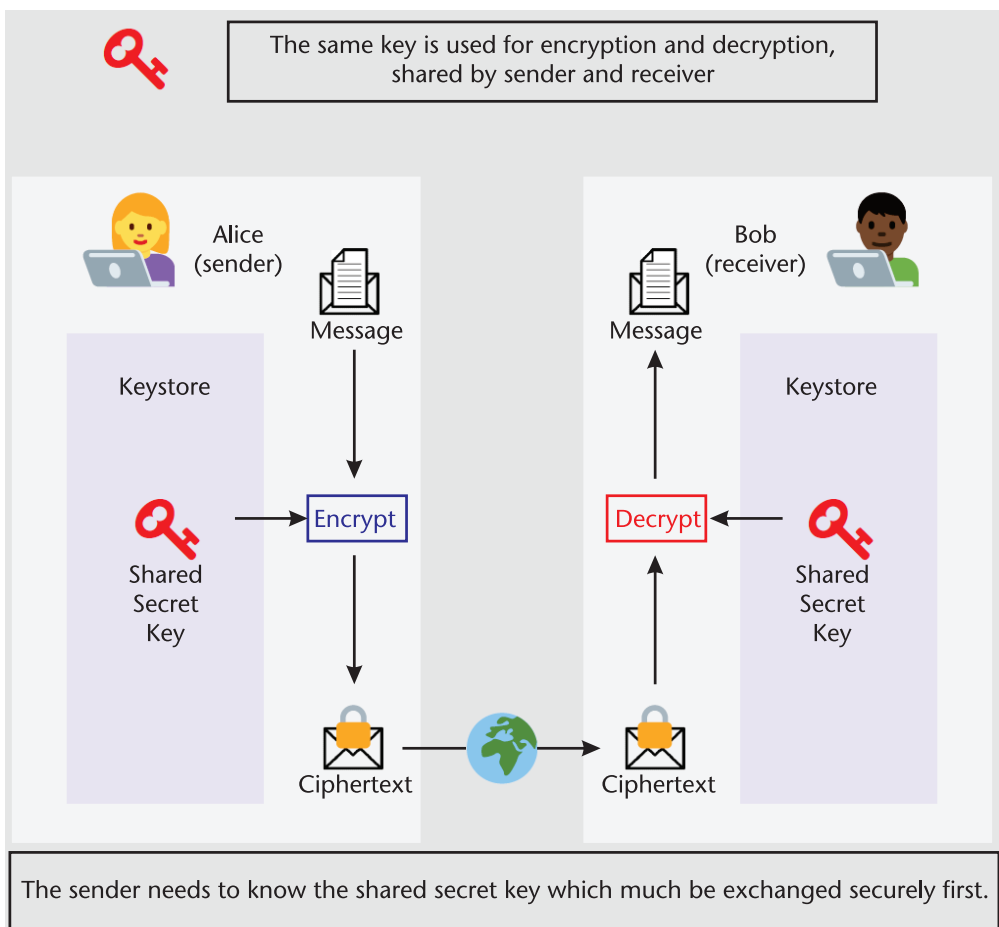 The same key is used for encryption and decryption,
shared by sender and receiver
Alice
(sender)
Message
Keystore
Encrypt
Shared
Secret
Key
Ciphertext
Bob
(receiver)
Message
Keystore
Decrypt
Shared
Secret
Key
Ciphertext
The sender needs to know the shared secret key which much be exchanged securely first.